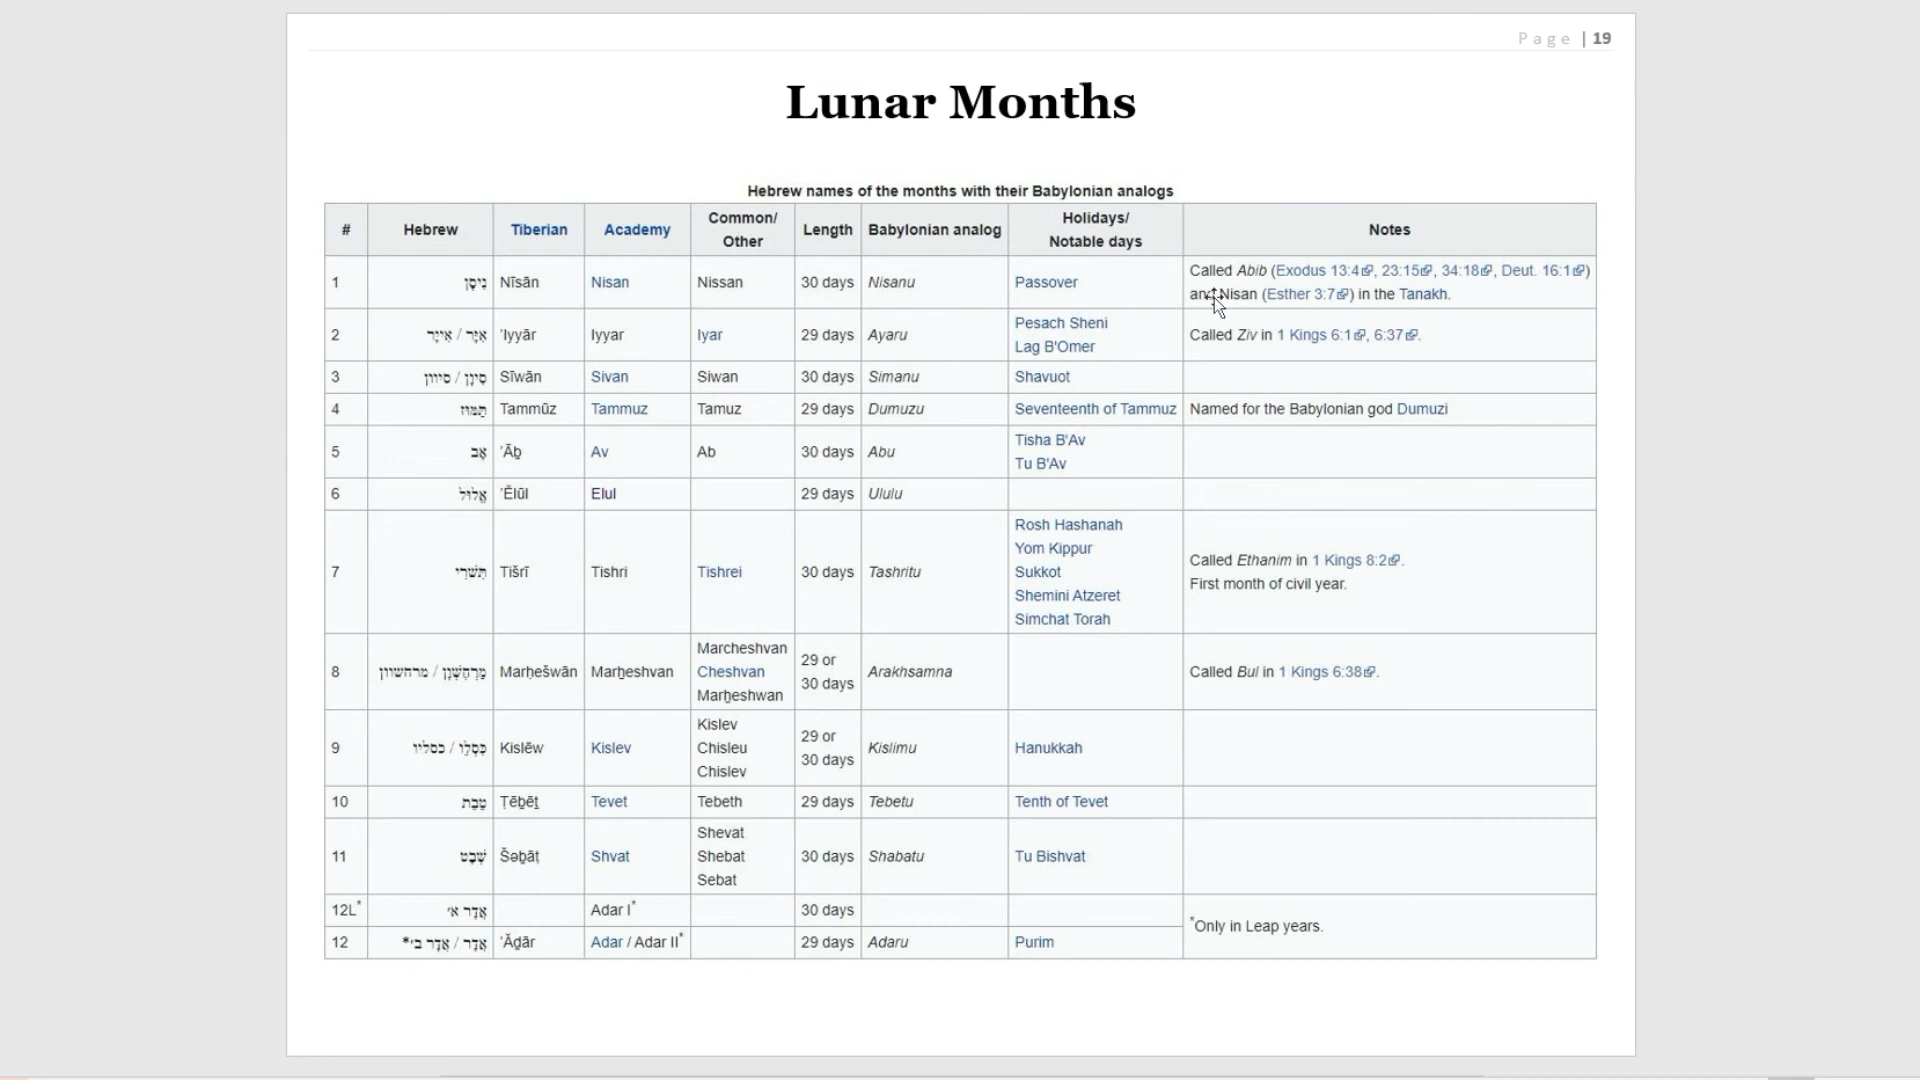 Page | 19
Lunar Months
Hebrew names of the months with their Babylonian analogs
# Hebrew Tiberian Academy Common/ Other Length Babylonian analog Holidays/ Notable days Notes
1 נִיסָן Nīsān Nisan Nissan 30 days Nisanu Passover Called Abib (Exodus 13:4, 23:15, 34:18, Deut. 16:1)
and Nisan (Esther 3:7) in the Tanakh.
2 אִיָּר / אִייָר ʼIyyār Iyyar Iyar 29 days Ayaru Pesach Sheni
Lag B'Omer Called Ziv in 1 Kings 6:1, 6:37.
3 סִיוָן / סיוון Sīwān Sivan Siwan 30 days Simanu Shavuot
4 תַּמּוּז Tammūz Tammuz Tamuz 29 days Dumuzu Seventeenth of Tammuz Named for the Babylonian god Dumuzi
5 אָב ʼĀḇ Av Ab 30 days Abu Tisha B'Av
Tu B'Av
6 אֱלוּל ʼĔlūl Elul 29 days Ululu
7 תִּשְׁרֵי Tišrī Tishri Tishrei 30 days Tashritu Rosh Hashanah
Yom Kippur
Sukkot
Shemini Atzeret
Simchat Torah
Called Ethanim in 1 Kings 8:2.
First month of civil year.
8 מַרְחֶשְׁוָן / מרחשוון Marḥešwān Marḥeshvan Marcheshvan
Cheshvan
Marḥeshwan
29 or
30 days Arakhsamna Called Bul in 1 Kings 6:38.
9 כִּסְלֵו / כסליו Kislēw Kislev Kislev
Chisleu
Chislev
29 or
30 days Kislimu Hanukkah
10 טֵבֵת Ṭēḇēṯ Tevet Tebeth 29 days Tebetu Tenth of Tevet
11 שְׁבָט Šəḇāṭ Shvat Shevat
Shebat
Sebat
30 days Shabatu Tu Bishvat
12L* אֲדָר א׳ Adar I* 30 days
12 אֲדָר / אֲדָר ב׳* ʼĂḏār Adar / Adar II* 29 days Adaru Purim
*Only in Leap years.